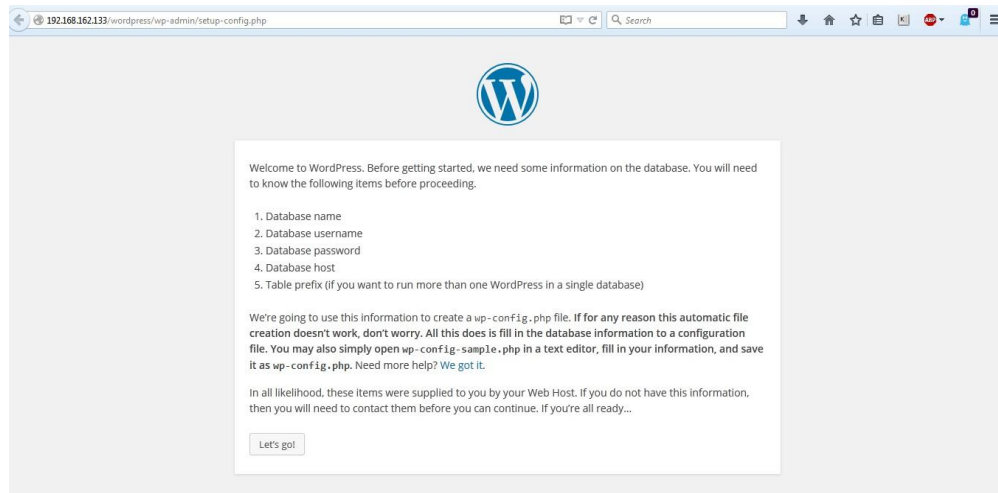 192.168.162.133/wordpress/wp-admin/setup-config.php
Search
K
ABP
0
W
Welcome to WordPress. Before getting started, we need some information on the database. You will need
to know the following items before proceeding.
1. Database name
2. Database username
3. Database password
4. Database host
5. Table prefix (if you want to run more than one WordPress in a single database)
We're going to use this information to create a wp-config.php file. If for any reason this automatic file
creation doesn't work, don't worry. All this does is fill in the database information to a configuration
file. You may also simply open wp-config-sample.php in a text editor, fill in your information, and save
it as wp-config.php. Need more help? We got it.
In all likelihood, these items were supplied to you by your Web Host. If you do not have this information,
then you will need to contact them before you can continue. If you're all ready…
Let's go!